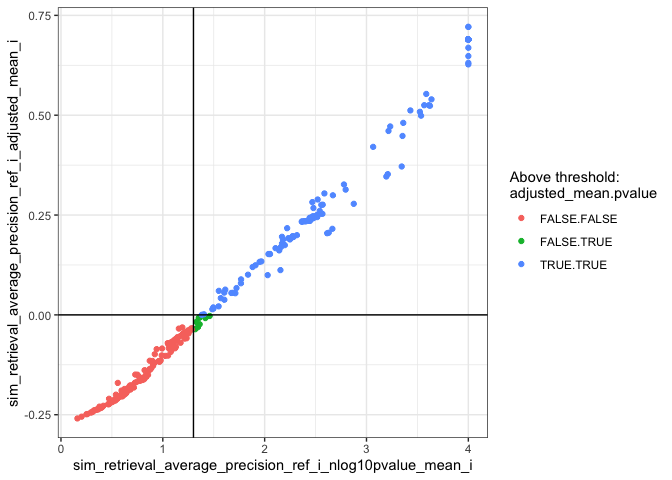 0.75
0.50
0.25
0.00
-0.25
0
1
2
3
4
sim_retrieval_average_precision_ref_i_adjusted_mean_i
sim_retrieval_average_precision_ref_i_nlog10pvalue_mean_i
Above threshold:
adjusted_mean.pvalue
FALSE.FALSE
FALSE.TRUE
TRUE.TRUE